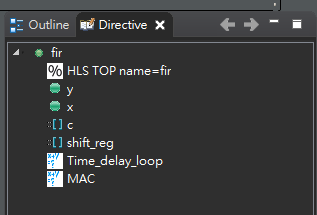 Outline Directive
fir
% HLS TOP name=fir
y
x
[] c
[] shift_reg
Time_delay_loop
MAC